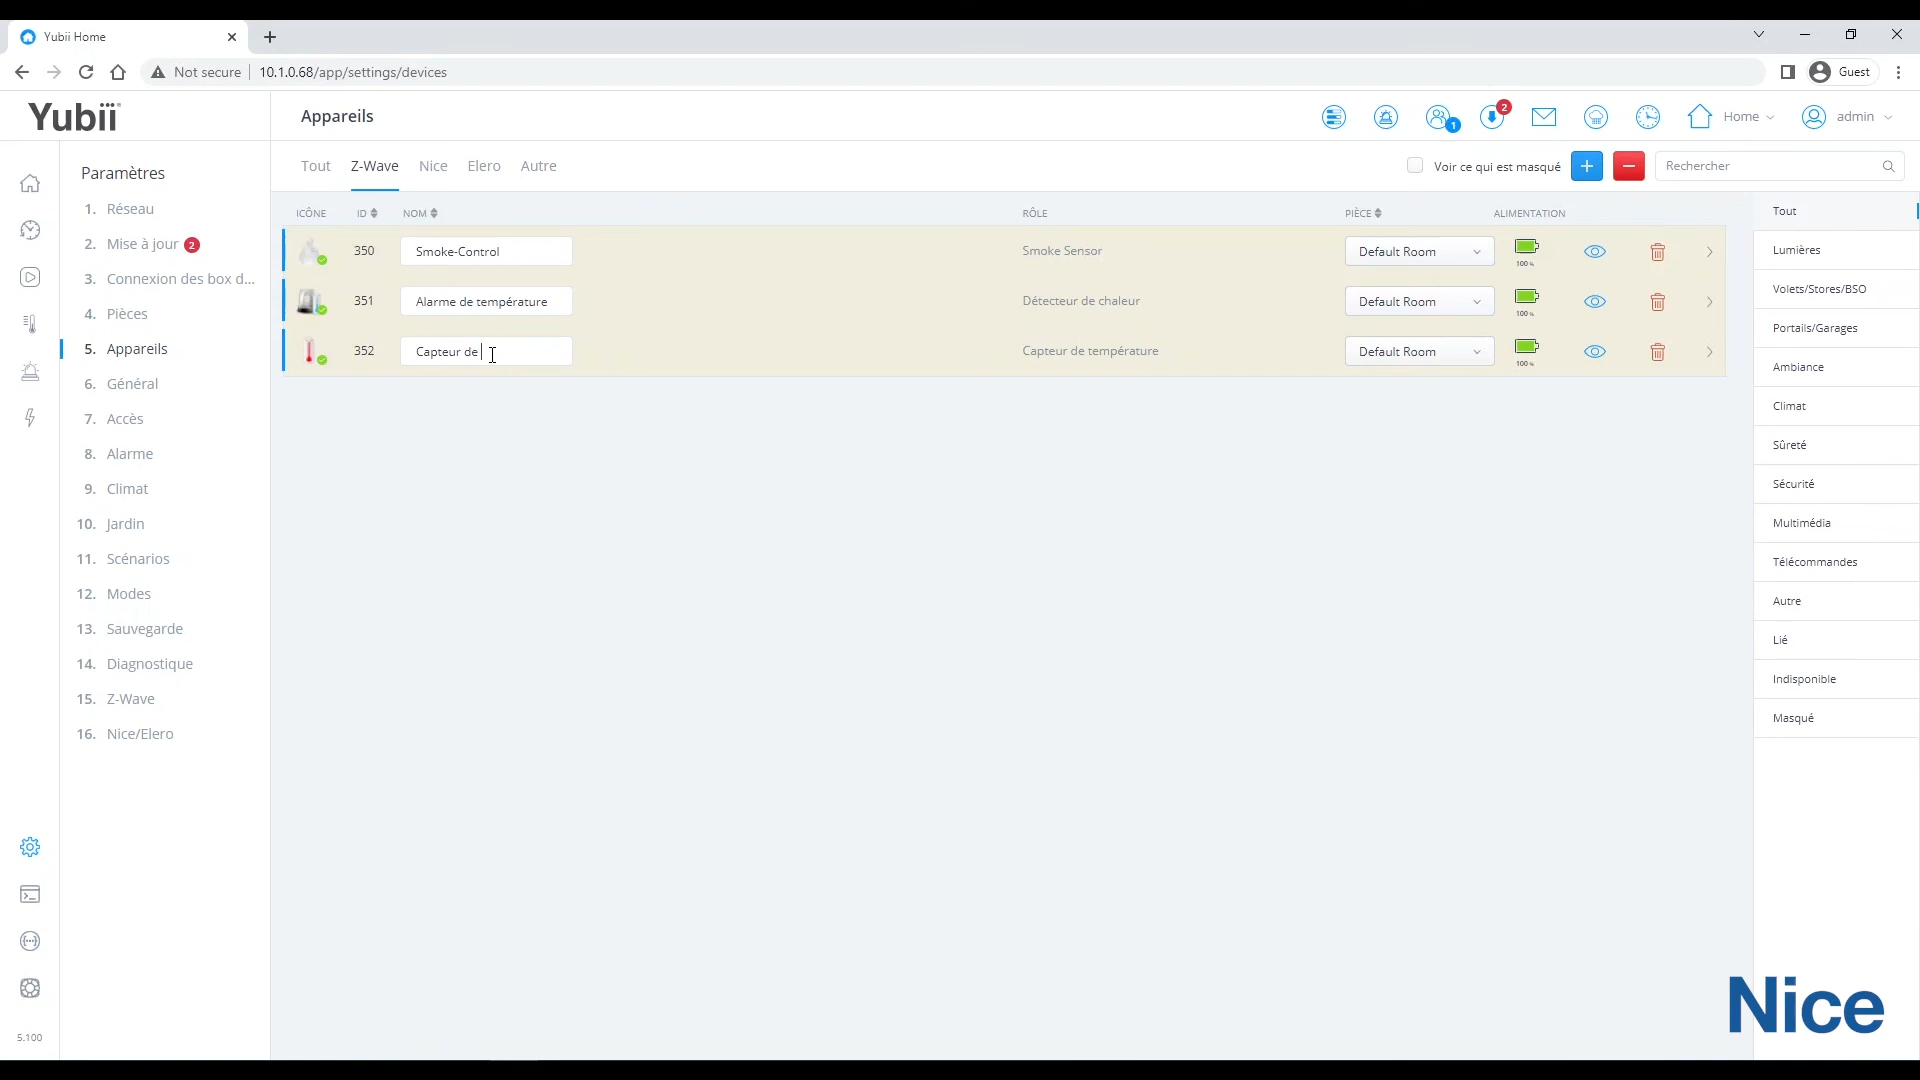 Yubii Home
Not secure
10.1.0.68/app/settings/devices
Guest
Yubii
Appareils
1
2
Home
admin
Paramètres
1. Réseau
2. Mise à jour 2
3. Connexion des box d...
4. Pièces
5. Appareils
6. Général
7. Accès
8. Alarme
9. Climat
10. Jardin
11. Scénarios
12. Modes
13. Sauvegarde
14. Diagnostique
15. Z-Wave
16. Nice/Elero
5.100
Tout Z-Wave Nice Elero Autre
Voir ce qui est masqué
Rechercher
ICÔNE ID NOM RÔLE PIÈCE ALIMENTATION
350 Smoke-Control Smoke Sensor Default Room 100 %
351 Alarme de température Détecteur de chaleur Default Room 100 %
352 Capteur de Capteur de température Default Room 100 %
Tout
Lumières
Volets/Stores/BSO
Portails/Garages
Ambiance
Climat
Sûreté
Sécurité
Multimédia
Télécommandes
Autre
Lié
Indisponible
Masqué
Nice